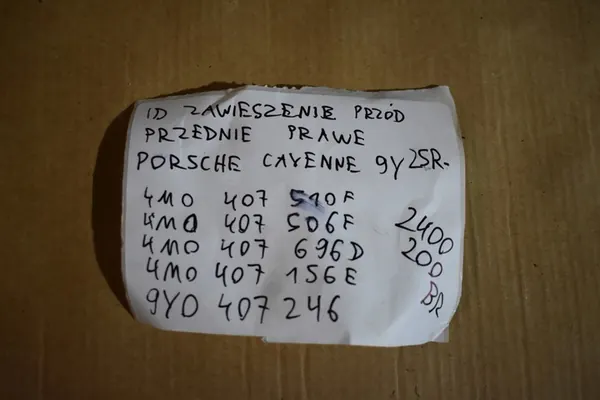 ID ZAWIESZENIE PRZÓD
PRZEDNIE PRAWE
PORSCHE CAYENNE 9Y 25R-
4M0 407 510F
4M0 407 506F
4M0 407 696D
4M0 407 156E
9Y0 407 246
2400
200
BR